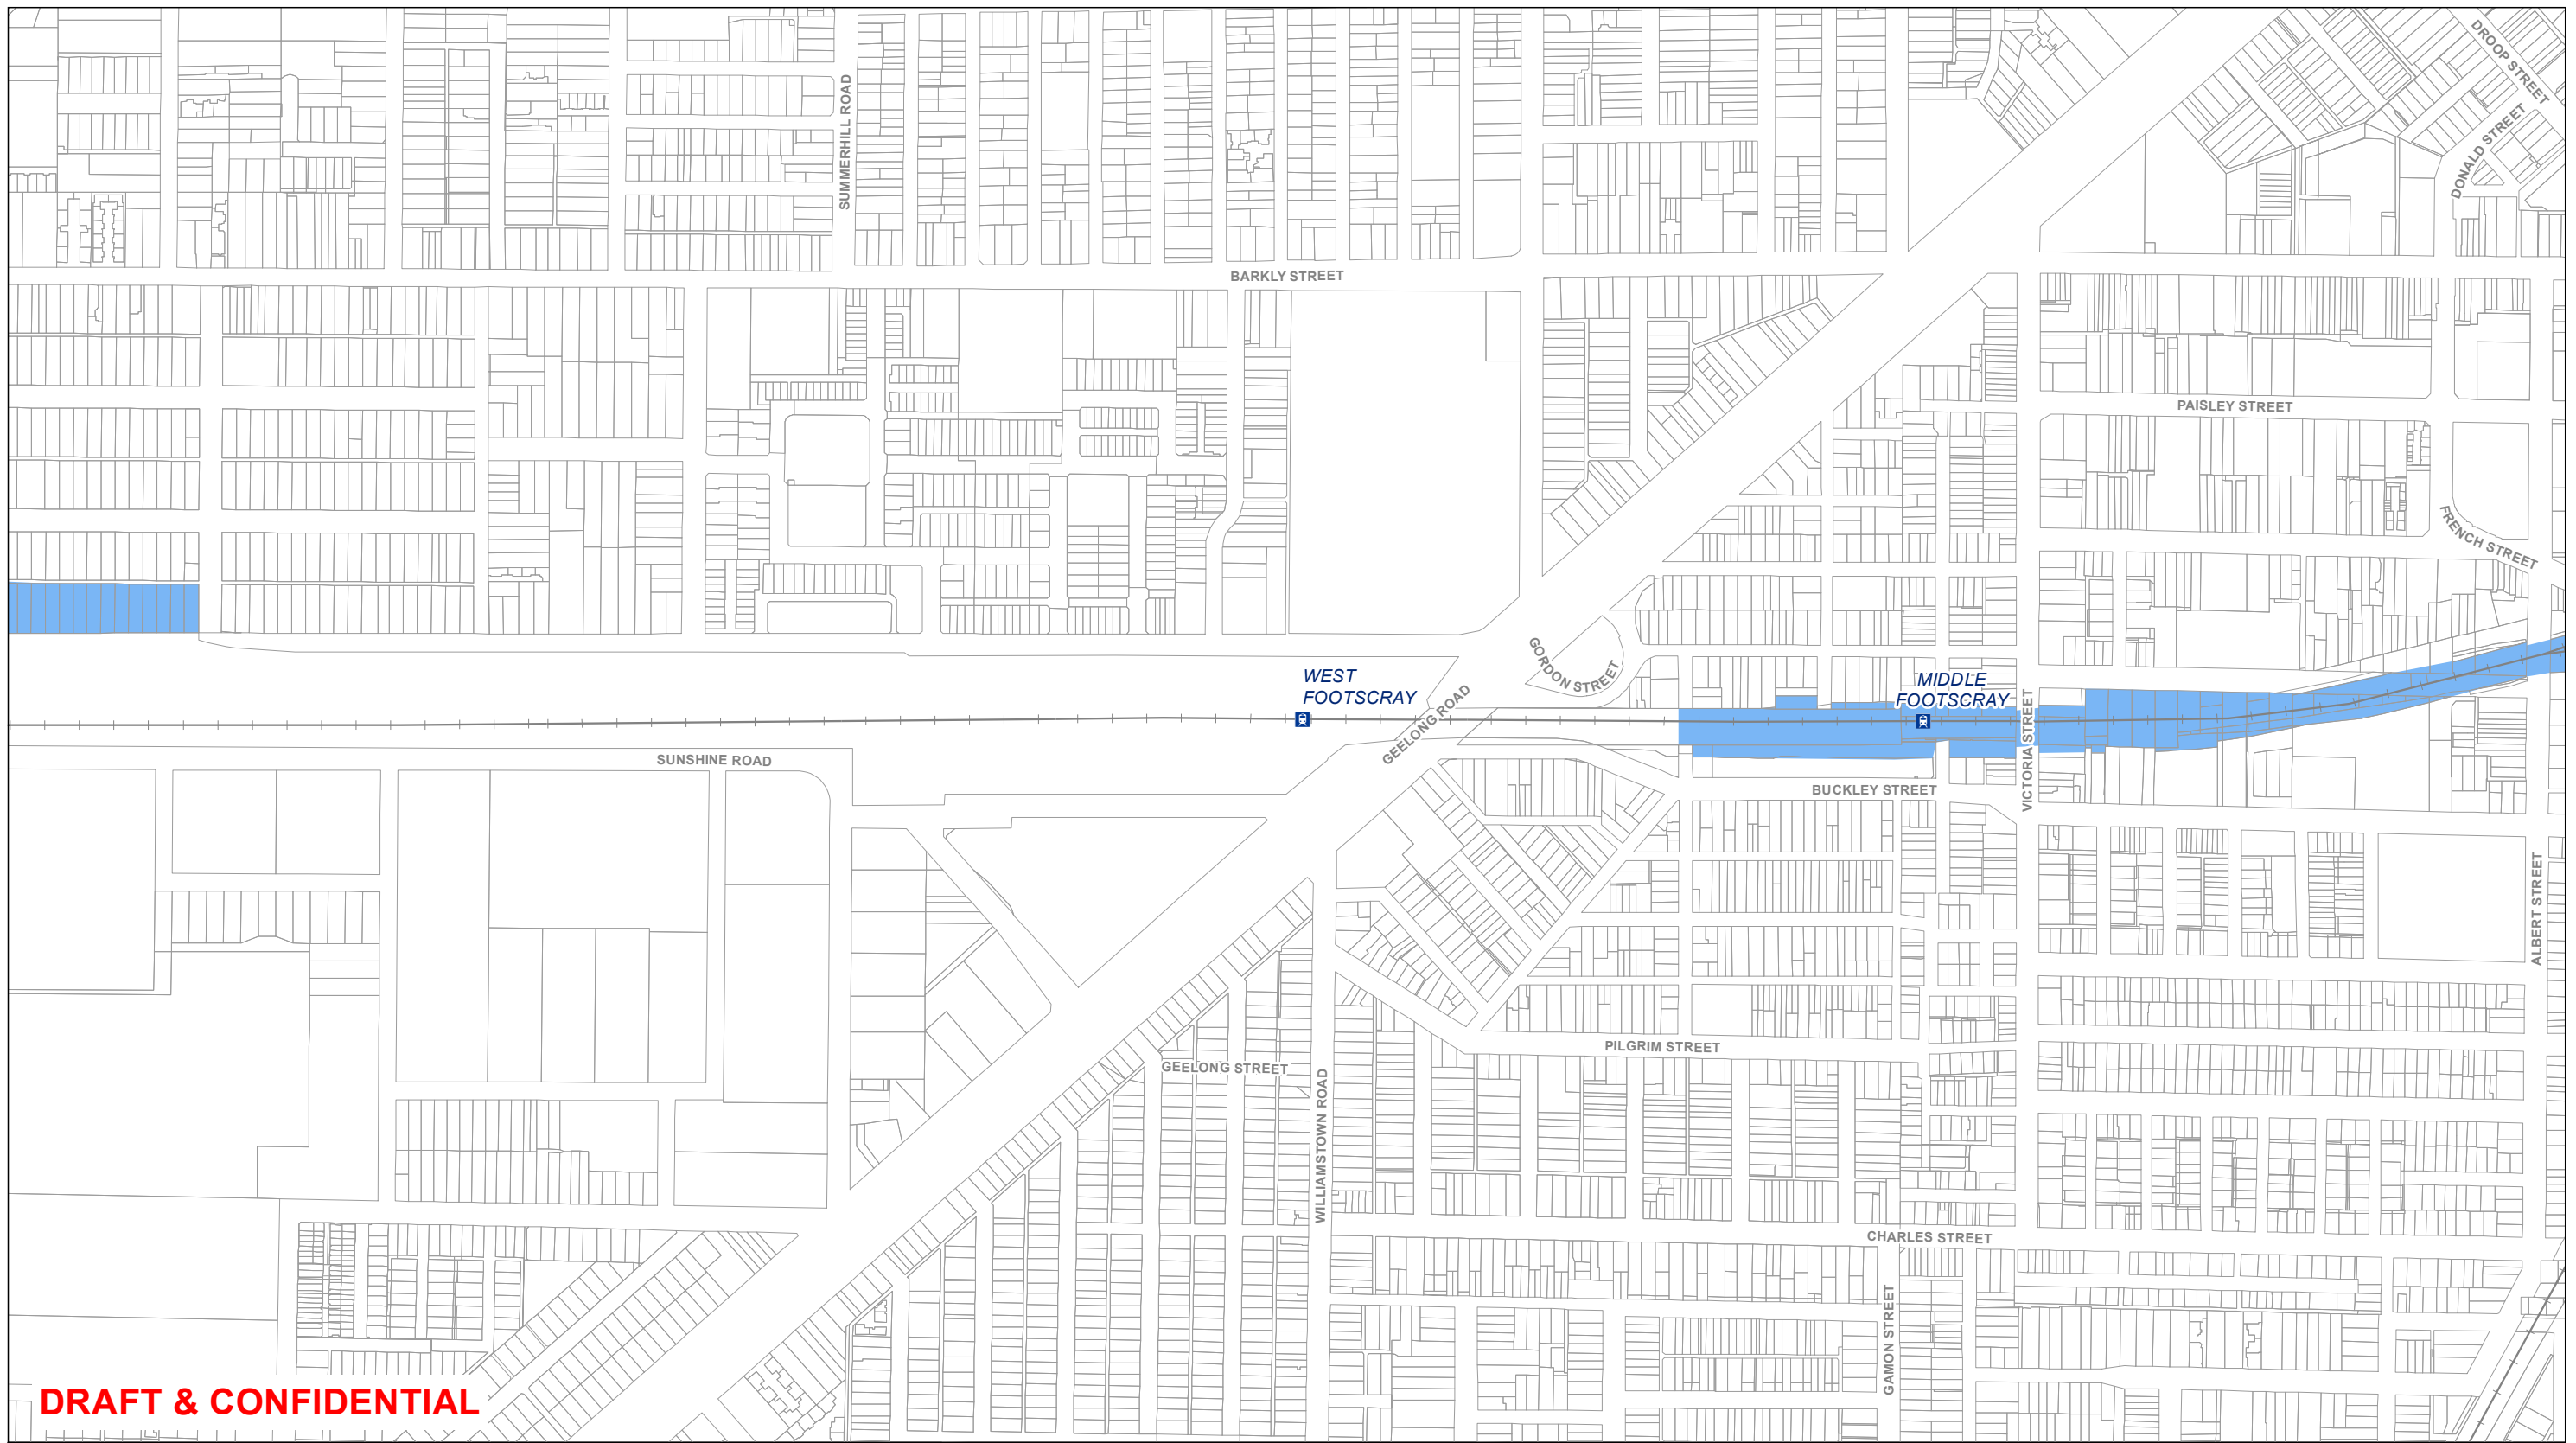 DROOP STREET
SUMMERHILL ROAD
DONALD STREET
BARKLY STREET
PAISLEY STREET
FRENCH STREET
GORDON STREET
WEST
FOOTSCRAY
MIDDLE
FOOTSCRAY
GEELONG ROAD
VICTORIA STREET
SUNSHINE ROAD
BUCKLEY STREET
ALBERT STREET
PILGRIM STREET
GEELONG STREET
WILLIAMSTOWN ROAD
CHARLES STREET
GAMON STREET
DRAFT & CONFIDENTIAL